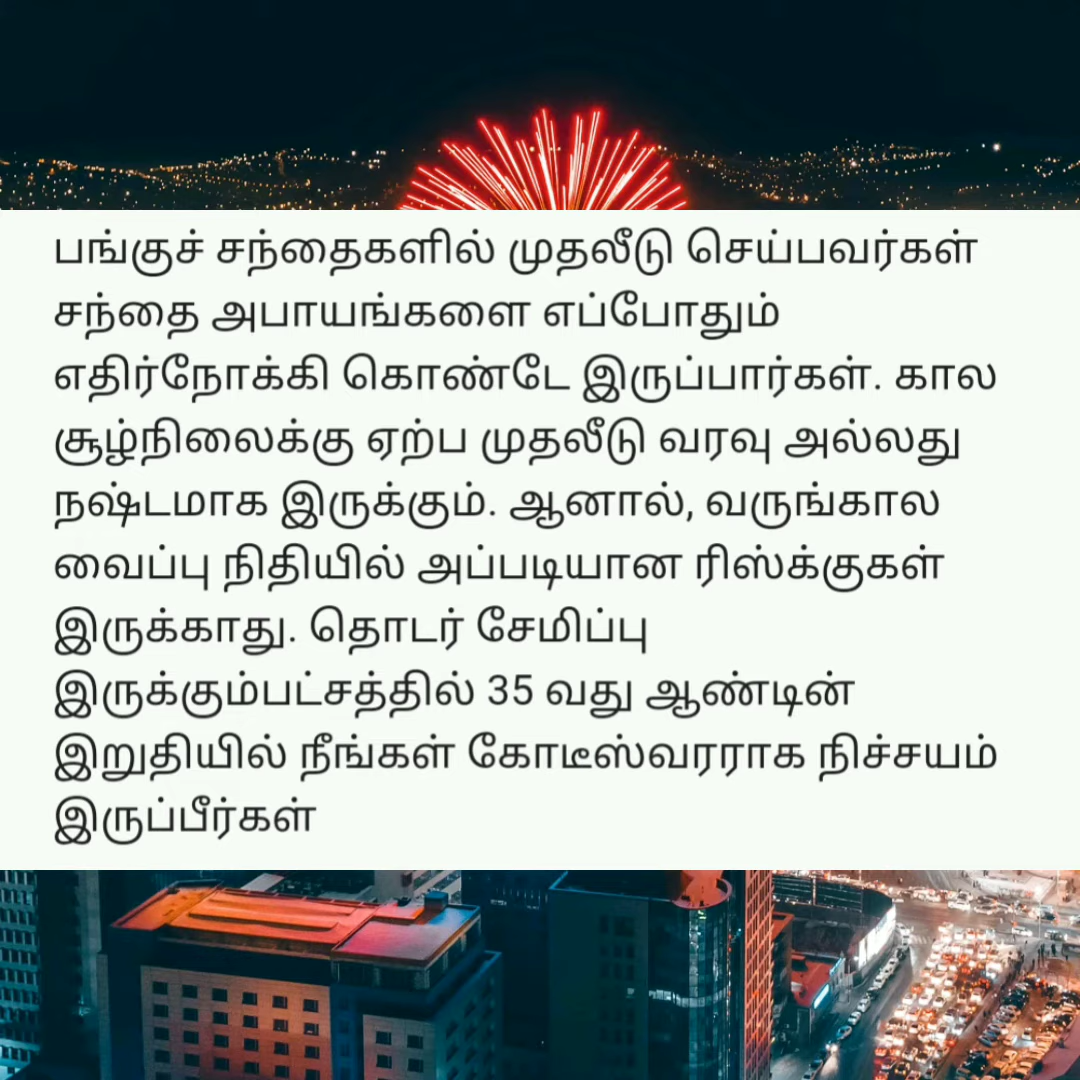 பங்குச் சந்தைகளில் முதலீடு செய்பவர்கள்
சந்தை அபாயங்களை எப்போதும்
எதிர்நோக்கி கொண்டே இருப்பார்கள். கால
சூழ்நிலைக்கு ஏற்ப முதலீடு வரவு அல்லது
நஷ்டமாக இருக்கும். ஆனால், வருங்கால
வைப்பு நிதியில் அப்படியான ரிஸ்க்குகள்
இருக்காது. தொடர் சேமிப்பு
இருக்கும்பட்சத்தில் 35 வது ஆண்டின்
இறுதியில் நீங்கள் கோடீஸ்வரராக நிச்சயம்
இருப்பீர்கள்